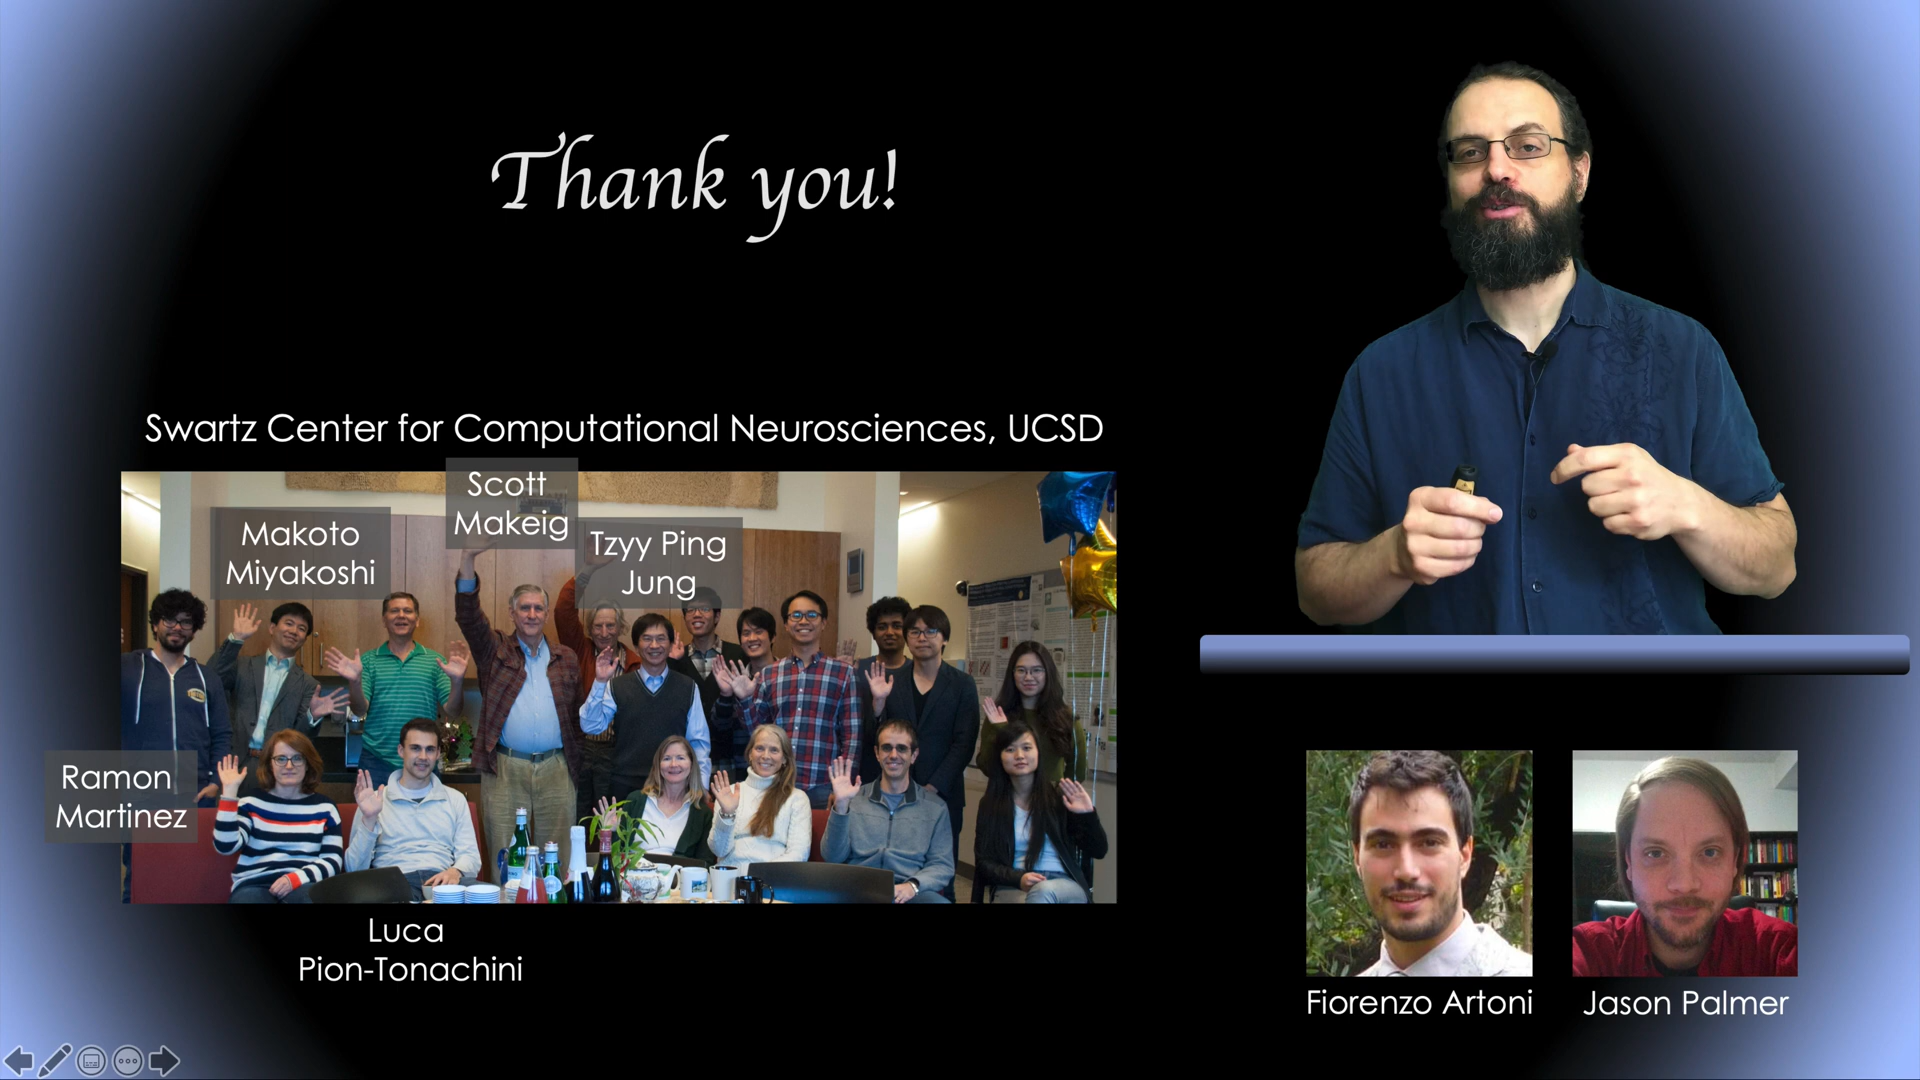 Thank you!
Swartz Center for Computational Neurosciences, UCSD
Scott
Makeig
Makoto
Miyakoshi
Tzyy Ping
Jung
Ramon
Martinez
Luca
Pion-Tonachini
Fiorenzo Artoni
Jason Palmer